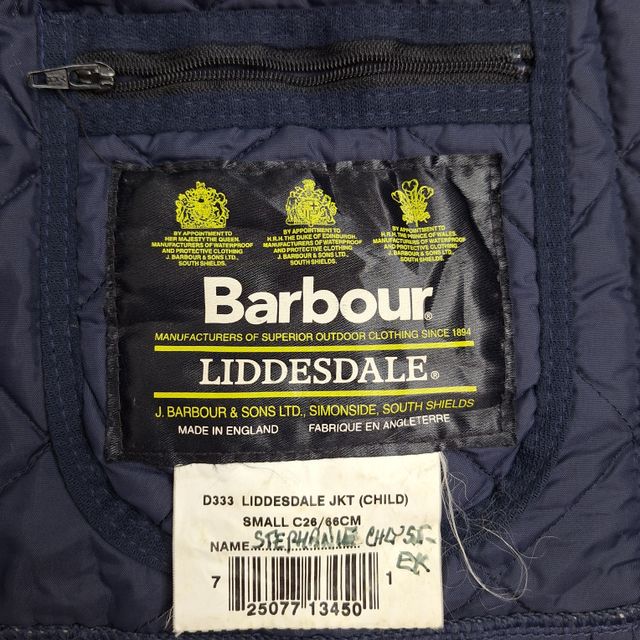 BY APPOINTMENT TO
HER MAJESTY THE QUEEN
MANUFACTURERS OF WATERPROOF
AND PROTECTIVE CLOTHING
J. BARBOUR & SONS LTD.,
SOUTH SHIELDS.
BY APPOINTMENT TO
H.R.H. THE DUKE OF EDINBURGH
MANUFACTURERS OF WATERPROOF
AND PROTECTIVE CLOTHING
J. BARBOUR & SONS LTD.,
SOUTH SHIELDS.
BY APPOINTMENT TO
H.R.H. THE PRINCE OF WALES
MANUFACTURERS OF WATERPROOF
AND PROTECTIVE CLOTHING
J. BARBOUR & SONS LTD.,
SOUTH SHIELDS.
Barbour®
MANUFACTURERS OF SUPERIOR OUTDOOR CLOTHING SINCE 1894
LIDDESDALE®
J. BARBOUR & SONS LTD., SIMONSIDE, SOUTH SHIELDS
MADE IN ENGLAND FABRIQUE EN ANGLETERRE
D333 LIDDESDALE JKT (CHILD)
SMALL C26/66CM
NAME STEPHANIE
7 25077 13450 1